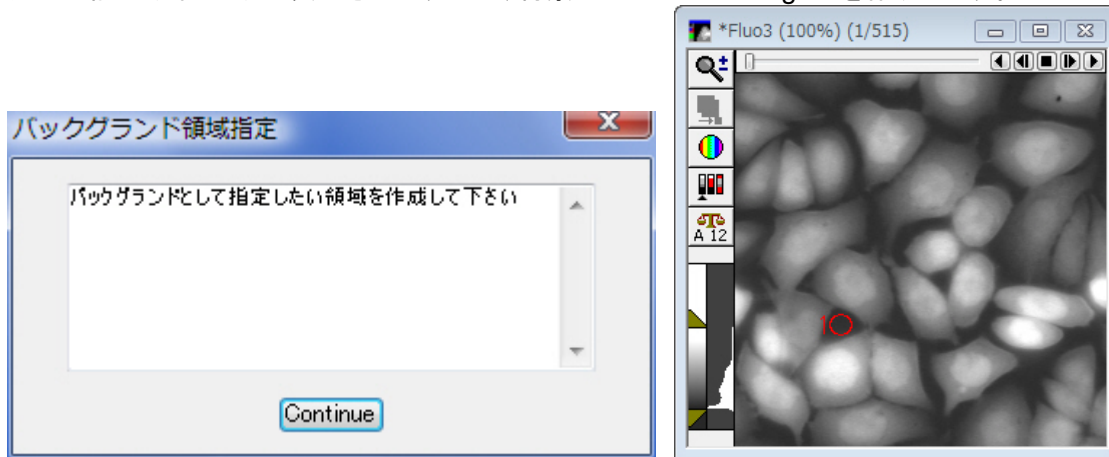 *Fluo3 (100%) (1/515)
A 12
1
バックグランド領域指定
バックグランドとして指定したい領域を作成して下さい
Continue